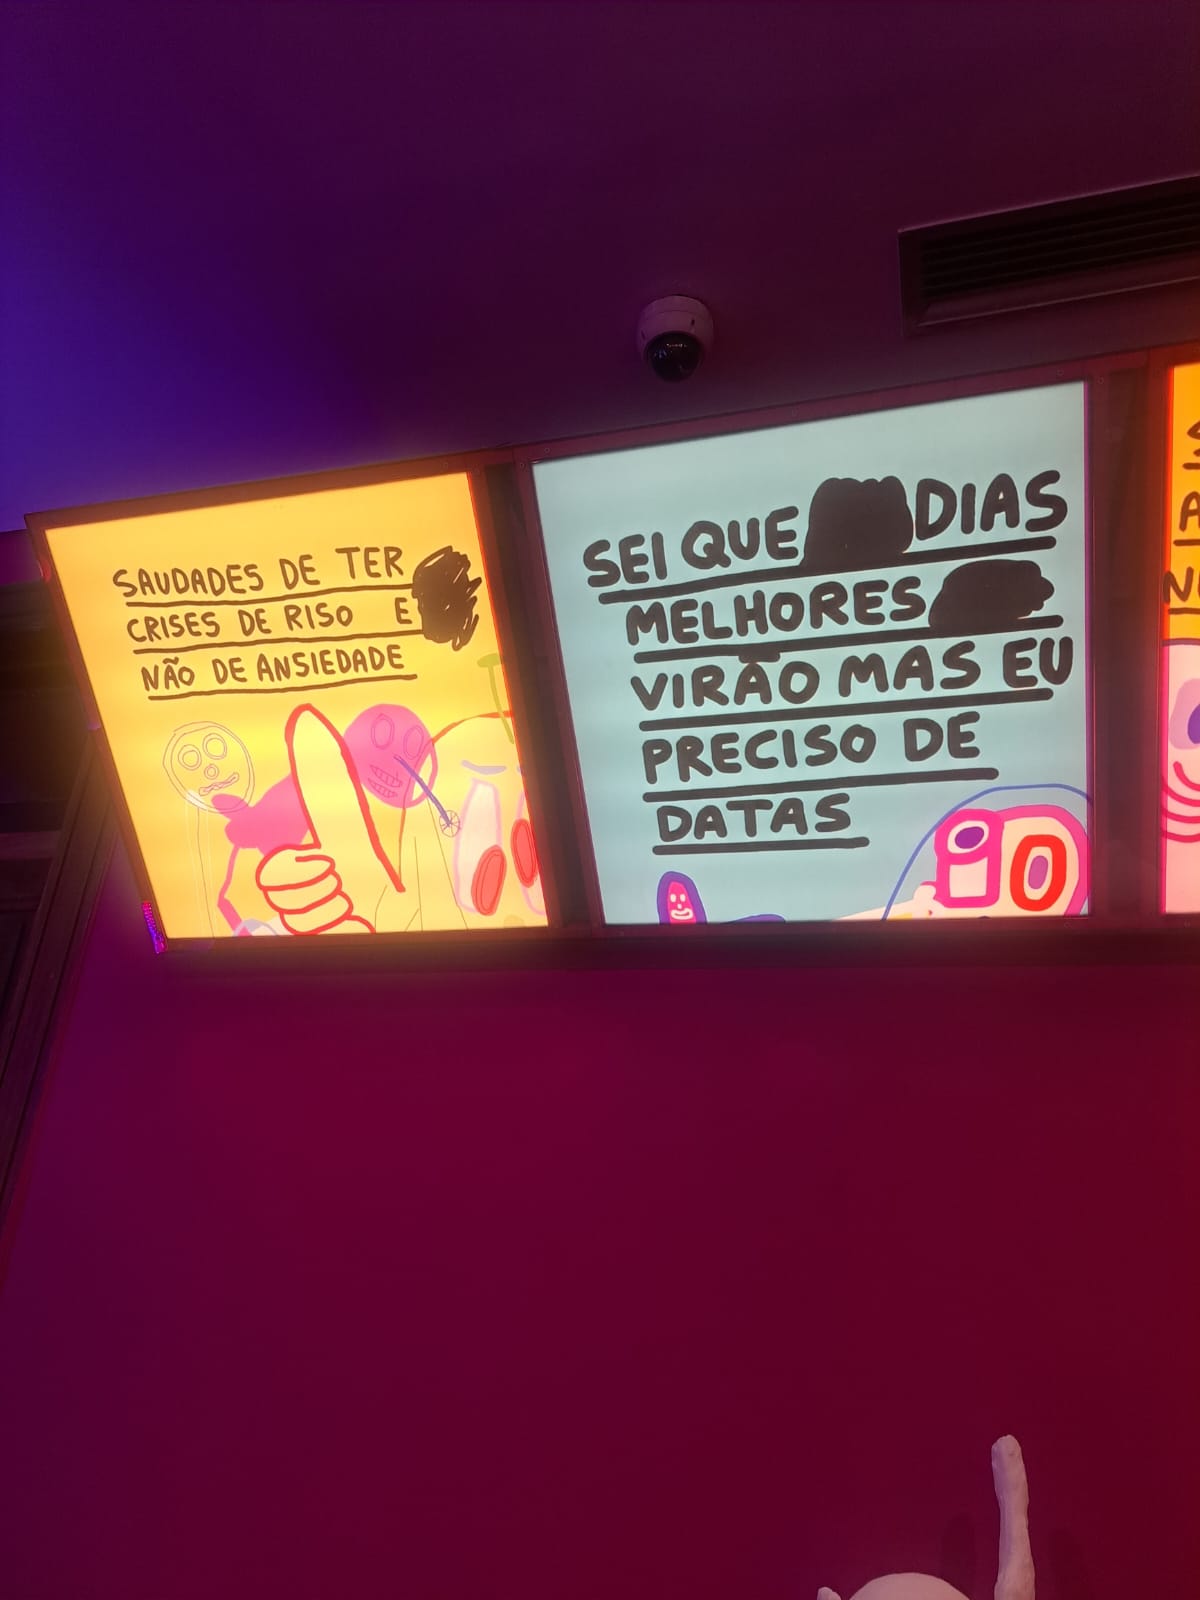 SAUDADES DE TER
CRISES DE RISO E
NÃO DE ANSIEDADE
SEI QUE DIAS
MELHORES
VIRÃO MAS EU
PRECISO DE
DATAS